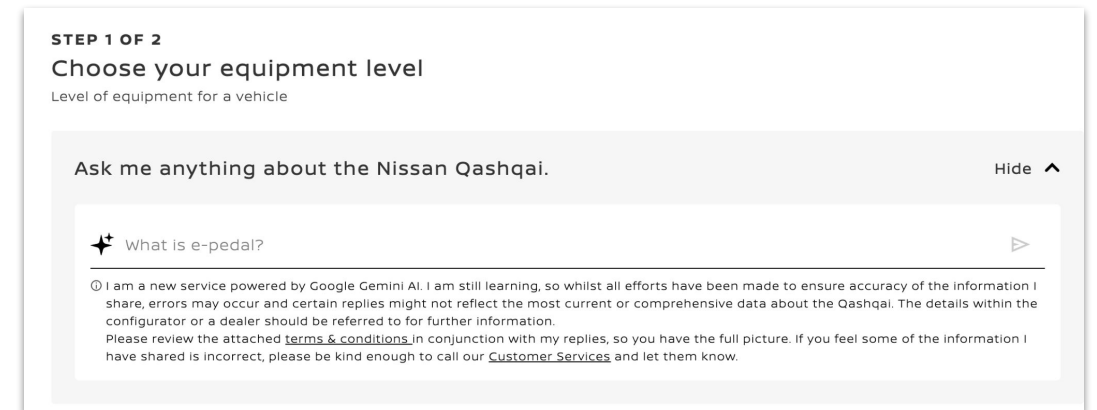 STEP 1 OF 2
Choose your equipment level
Level of equipment for a vehicle
Ask me anything about the Nissan Qashqai.
Hide
What is e-pedal?
I am a new service powered by Google Gemini AI. I am still learning, so whilst all efforts have been made to ensure accuracy of the information I
share, errors may occur and certain replies might not reflect the most current or comprehensive data about the Qashqai. The details within the
configurator or a dealer should be referred to for further information.
Please review the attached terms & conditions in conjunction with my replies, so you have the full picture. If you feel some of the information I
have shared is incorrect, please be kind enough to call our Customer Services and let them know.